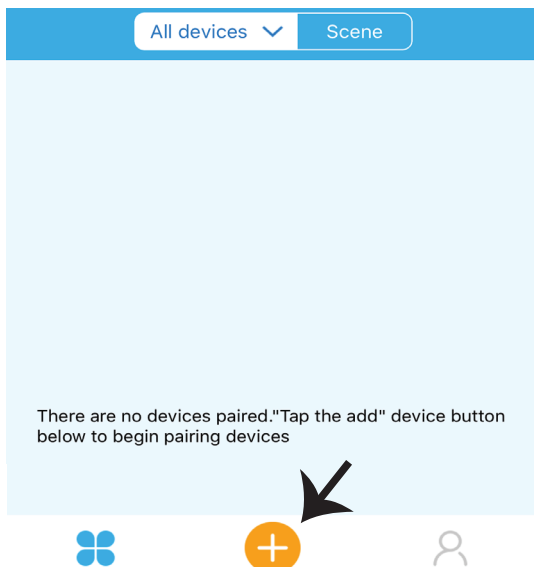 All devices
Scene
There are no devices paired."Tap the add" device button
below to begin pairing devices